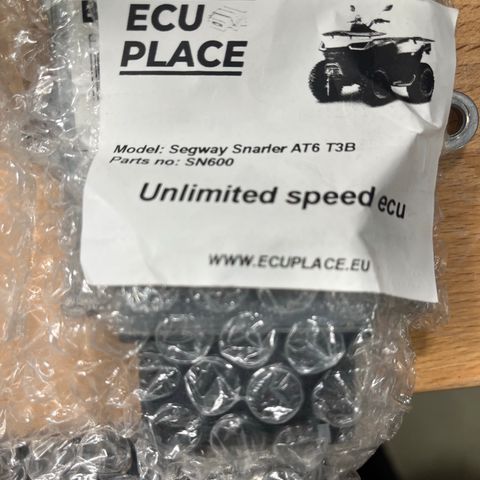 ECU
PLACE
Model: Segway Snarler AT6 T3B
Parts no: SN600
Unlimited speed ecu
WWW.ECUPLACE.EU